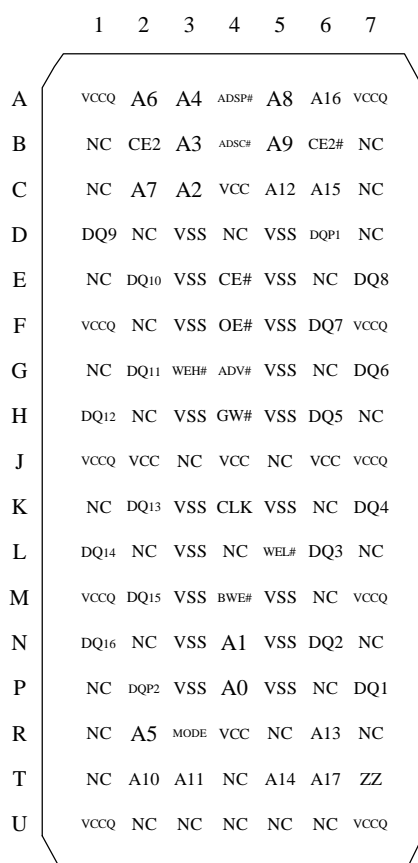 1 2 3 4 5 6 7
A VCCQ A6 A4 ADSP# A8 A16 VCCQ
B NC CE2 A3 ADSC# A9 CE2# NC
C NC A7 A2 VCC A12 A15 NC
D DQ9 NC VSS NC VSS DQP1 NC
E NC DQ10 VSS CE# VSS NC DQ8
F VCCQ NC VSS OE# VSS DQ7 VCCQ
G NC DQ11 WEH# ADV# VSS NC DQ6
H DQ12 NC VSS GW# VSS DQ5 NC
J VCCQ VCC NC VCC NC VCC VCCQ
K NC DQ13 VSS CLK VSS NC DQ4
L DQ14 NC VSS NC WEL# DQ3 NC
M VCCQ DQ15 VSS BWE# VSS NC VCCQ
N DQ16 NC VSS A1 VSS DQ2 NC
P NC DQP2 VSS A0 VSS NC DQ1
R NC A5 MODE VCC NC A13 NC
T NC A10 A11 NC A14 A17 ZZ
U VCCQ NC NC NC NC NC VCCQ